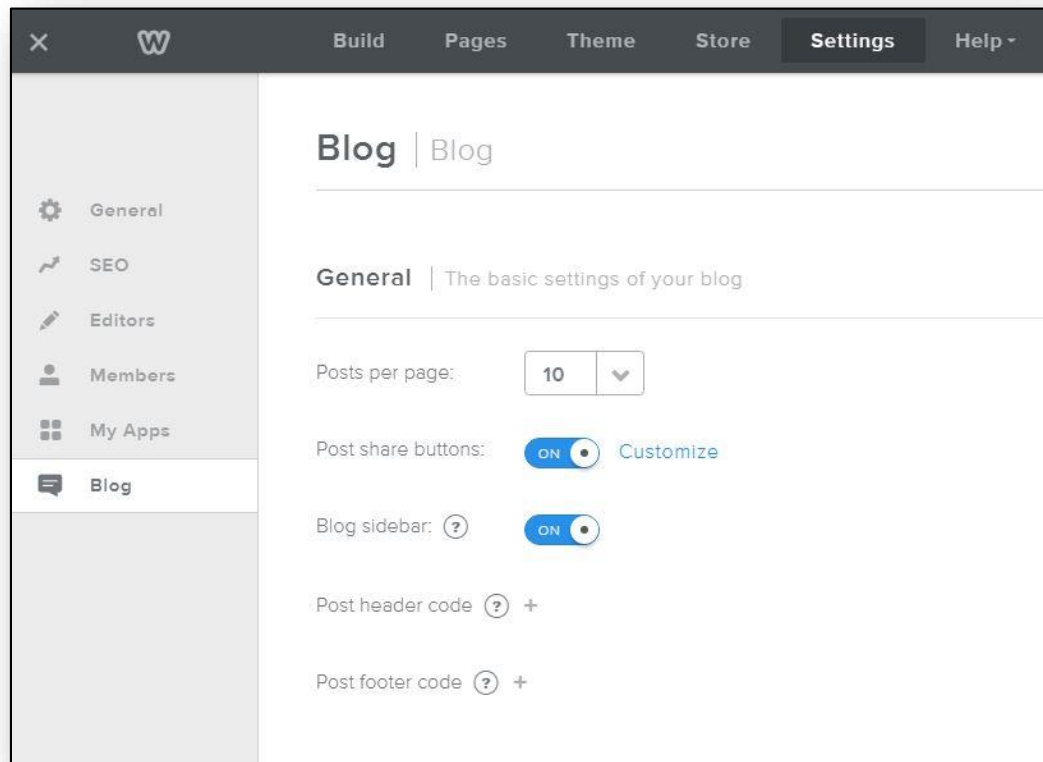 Build Pages Theme Store Settings Help
Blog | Blog
General
SEO
Editors
Members
My Apps
Blog
General | The basic settings of your blog
Posts per page: 10
Post share buttons: ON Customize
Blog sidebar: ? ON
Post header code ? +
Post footer code ? +